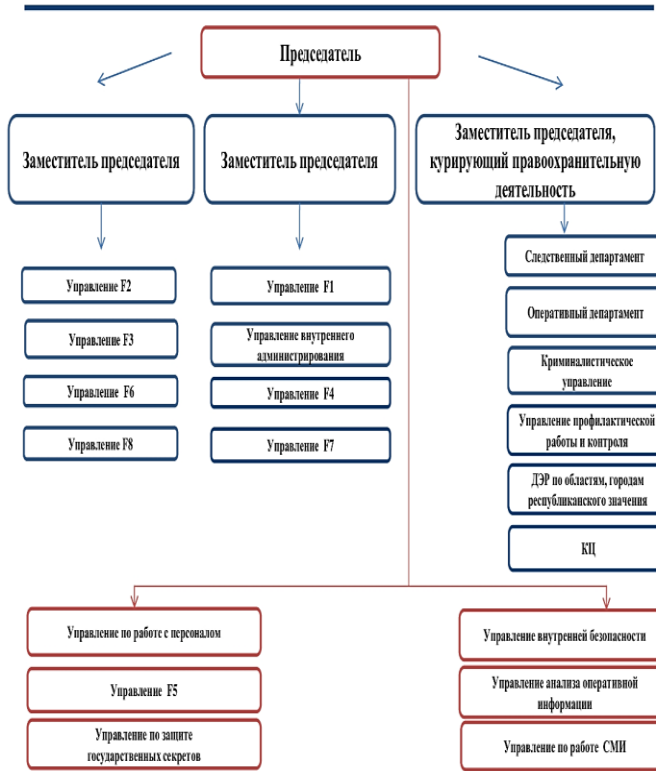 Председатель
Заместитель председателя
Заместитель председателя
Заместитель председателя,
курирующий правоохранительную
деятельность
Управление F2
Управление F3
Управление F6
Управление F8
Управление F1
Управление внутреннего
администрирования
Управление F4
Управление F7
Следственный департамент
Оперативный департамент
Криминалистическое
управление
Управление профилактической
работы и контроля
ДЭР по областям, городам
республиканского значения
КЦ
Управление по работе с персоналом
Управление F5
Управление по защите
государственных секретов
Управление внутренней безопасности
Управление анализа оперативной
информации
Управление по работе СМИ